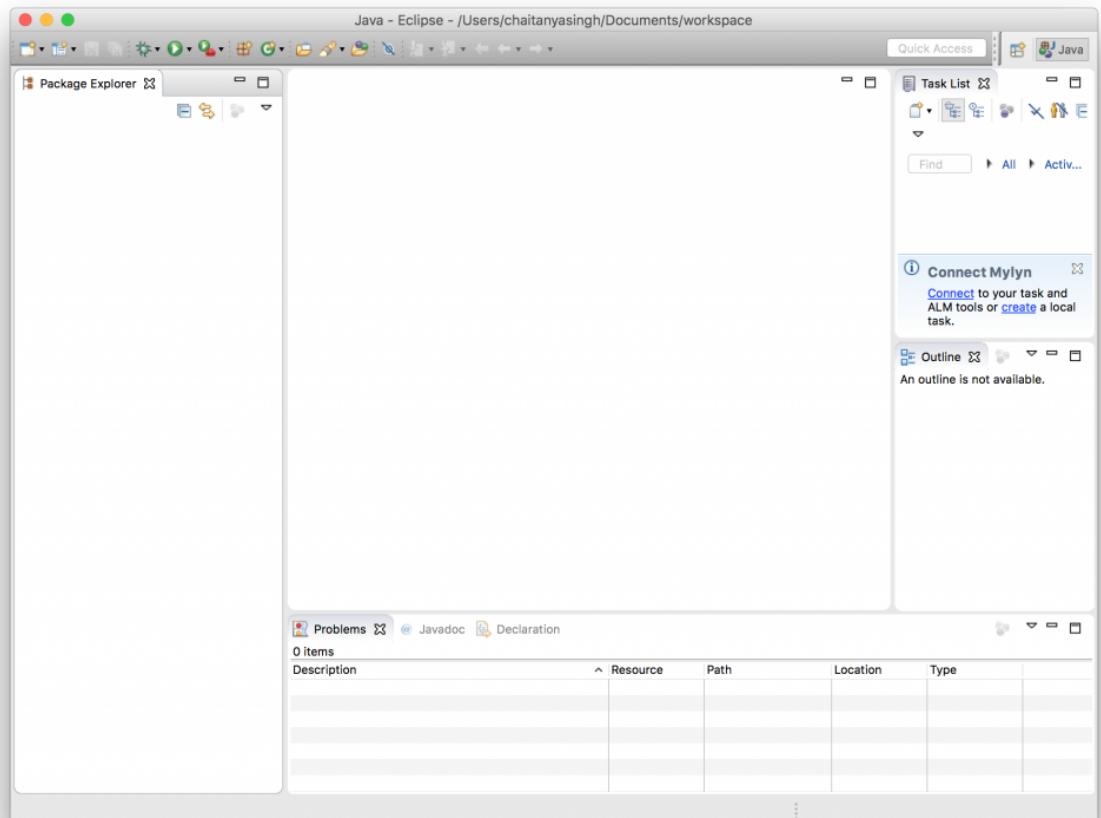 Java - Eclipse - /Users/chaitanyasingh/Documents/workspace
Quick Access
Java
Package Explorer
Task List
Find
All
Activ...
Connect Mylyn
Connect to your task and
ALM tools or create a local
task.
Outline
An outline is not available.
Problems
Javadoc
Declaration
0 items
Description Resource Path Location Type